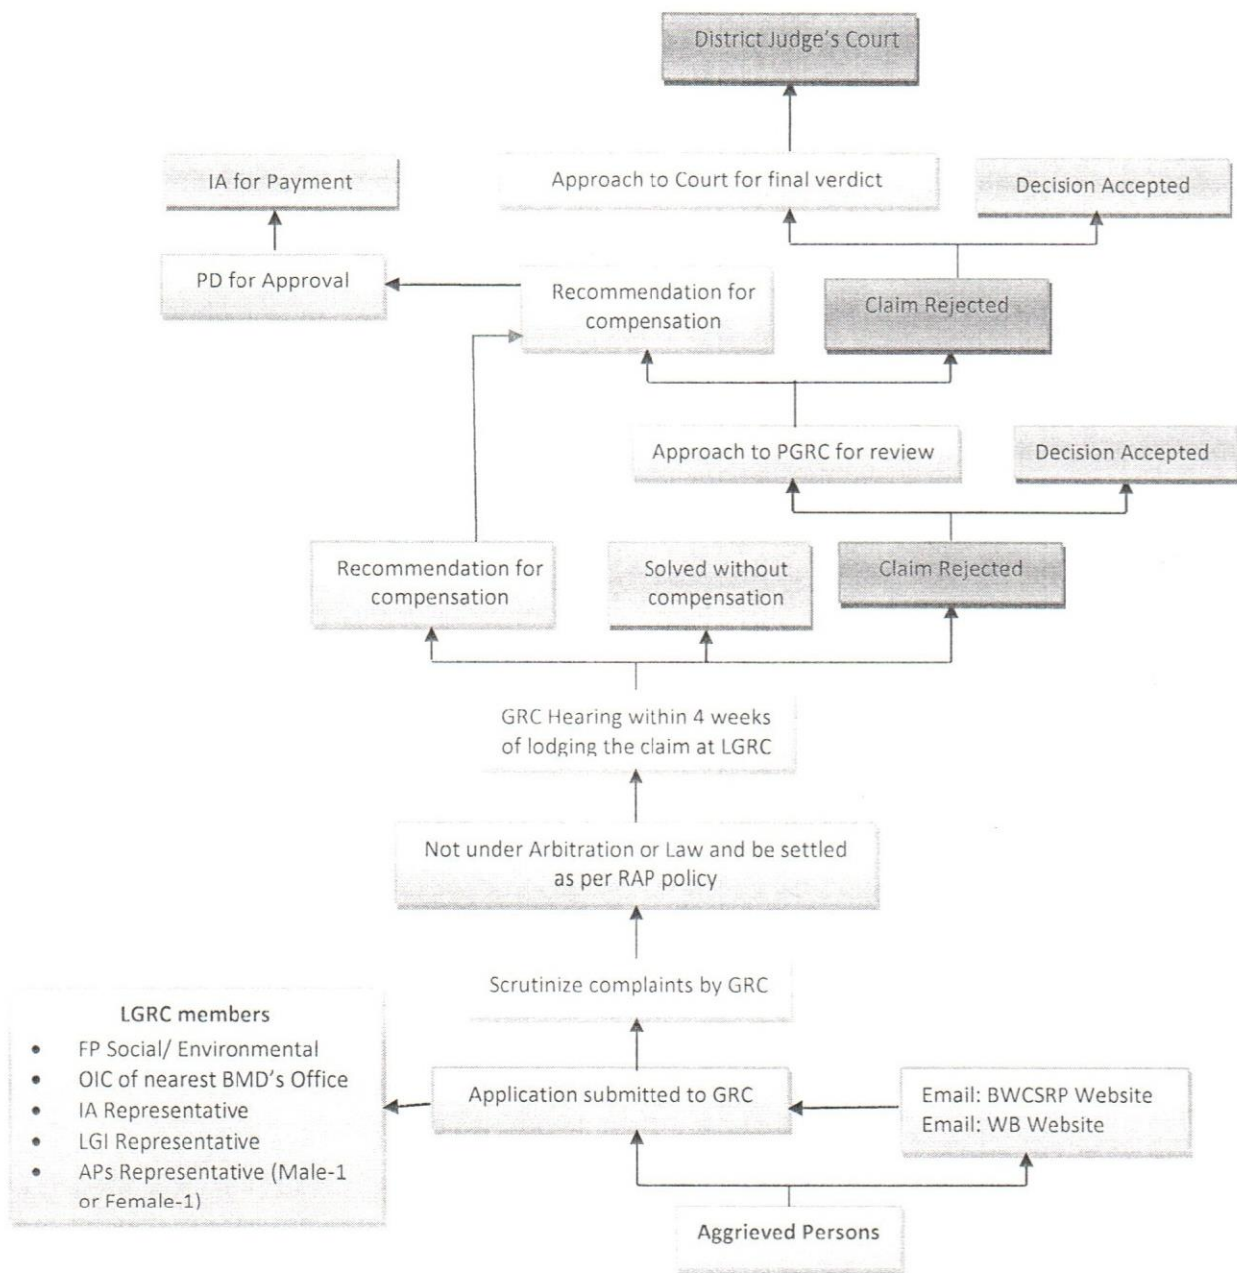 District Judge's Court
IA for Payment
Approach to Court for final verdict
Decision Accepted
PD for Approval
Recommendation for
compensation
Claim Rejected
Approach to PGRC for review
Decision Accepted
Recommendation for
compensation
Solved without
compensation
Claim Rejected
GRC Hearing within 4 weeks
of lodging the claim at LGRC
Not under Arbitration or Law and be settled
as per RAP policy
Scrutinize complaints by GRC
LGRC members
• FP Social/ Environmental
• OIC of nearest BMD's Office
• IA Representative
• LGI Representative
• APs Representative (Male-1
or Female-1)
Application submitted to GRC
Email: BWCSRP Website
Email: WB Website
Aggrieved Persons